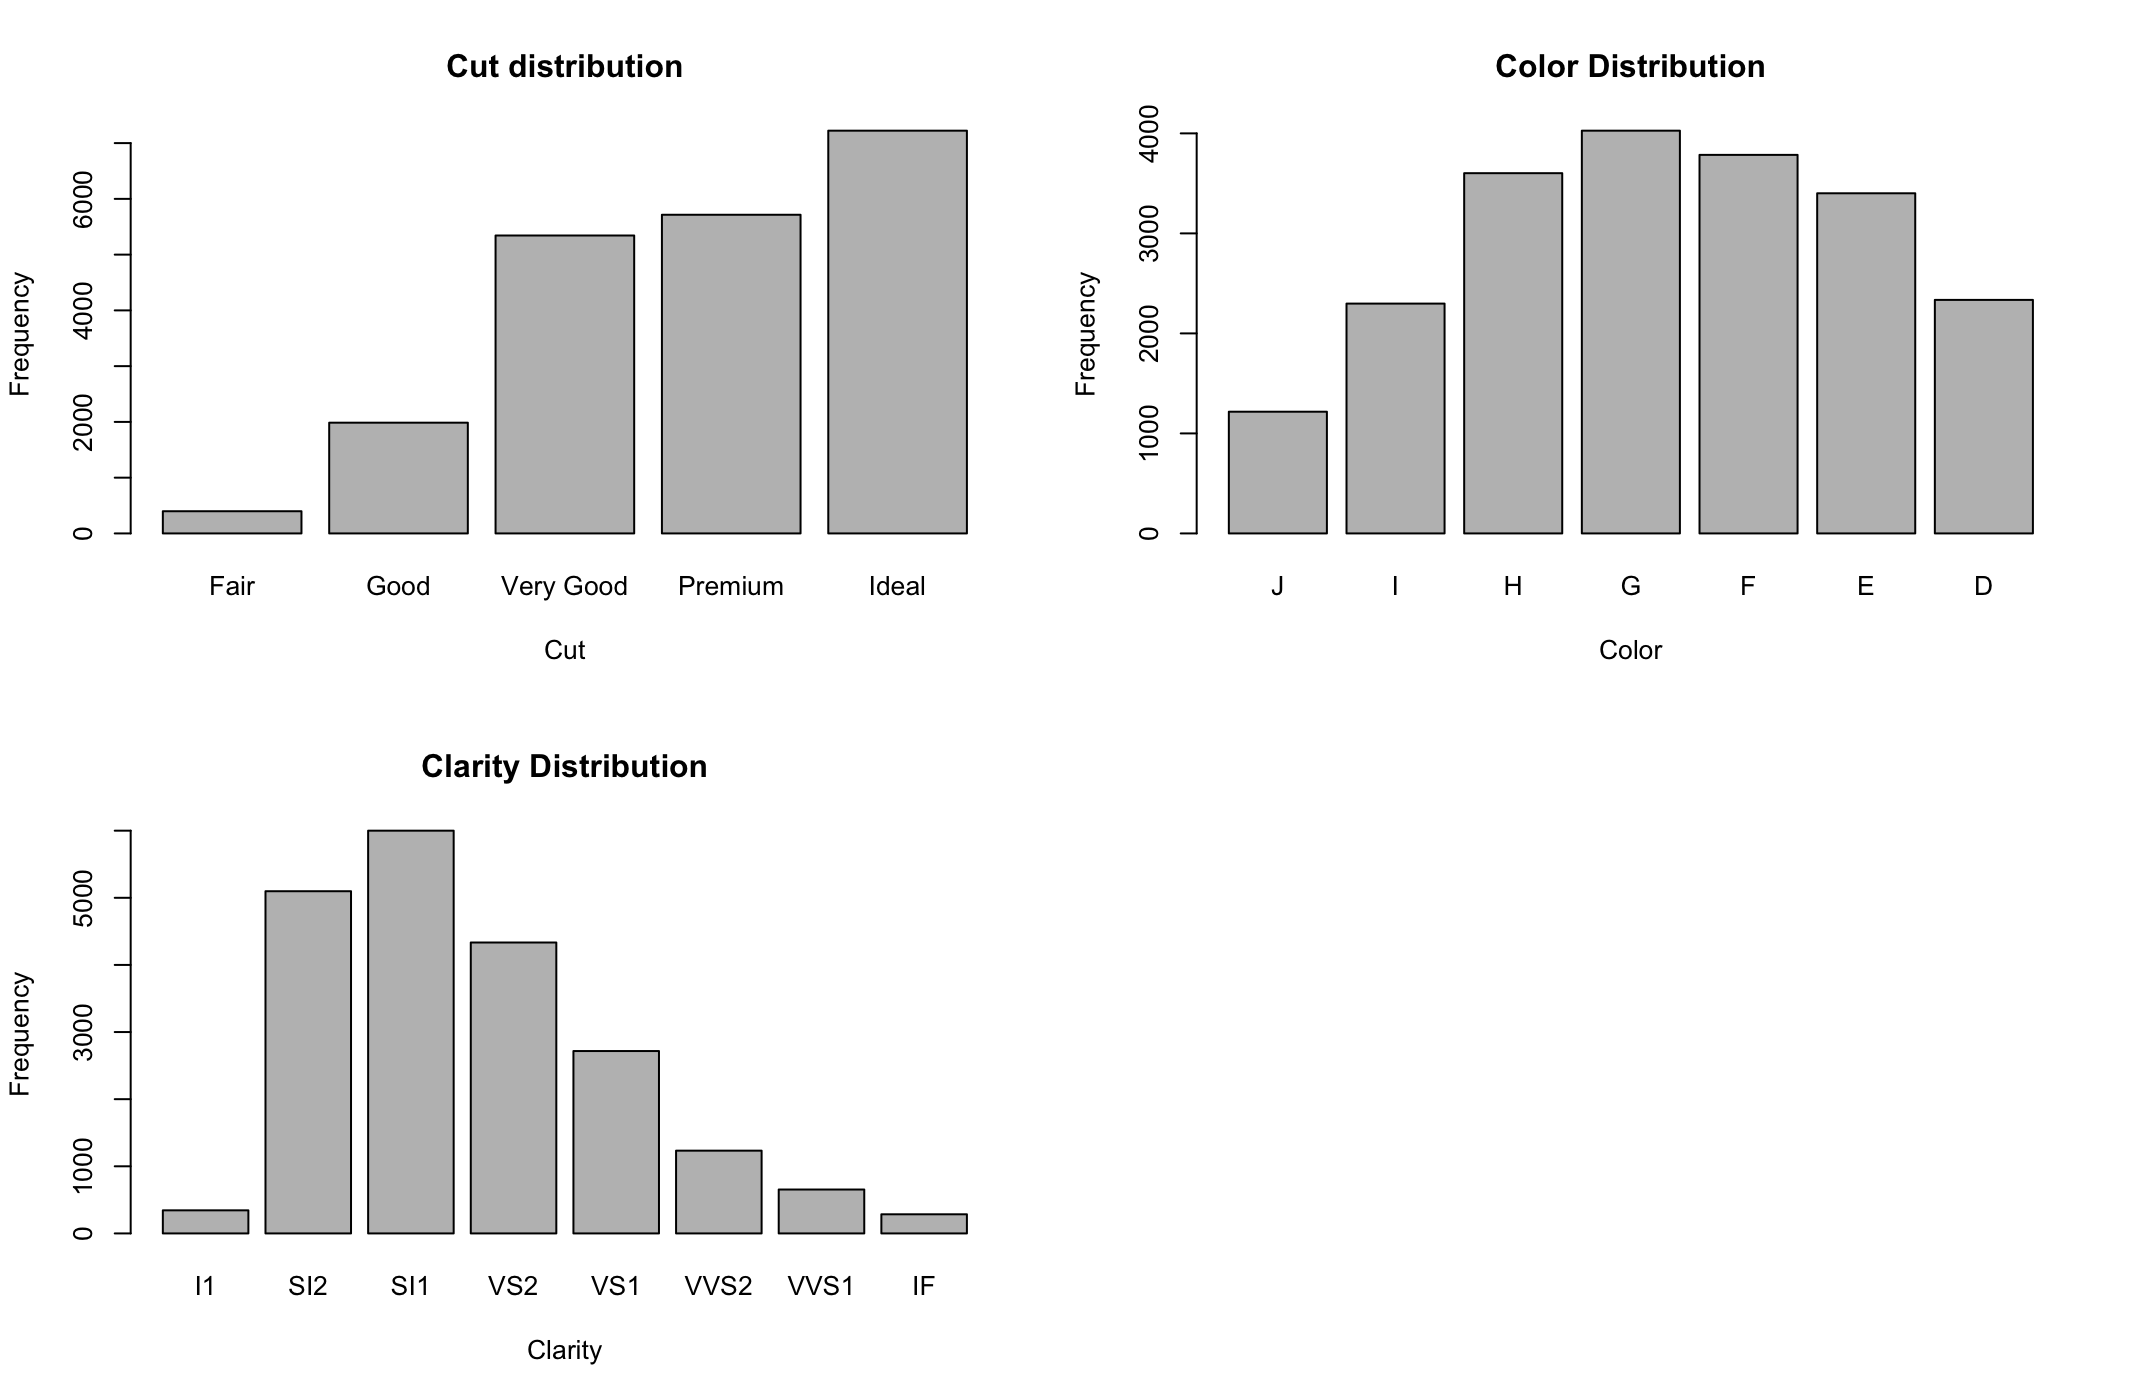 Cut distribution
Frequency
0
2000
4000
6000
Fair Good Very Good Premium Ideal
Cut
Color Distribution
Frequency
0
1000
2000
3000
4000
J I H G F E D
Color
Clarity Distribution
Frequency
0
1000
3000
5000
I1 SI2 SI1 VS2 VS1 VVS2 VVS1 IF
Clarity